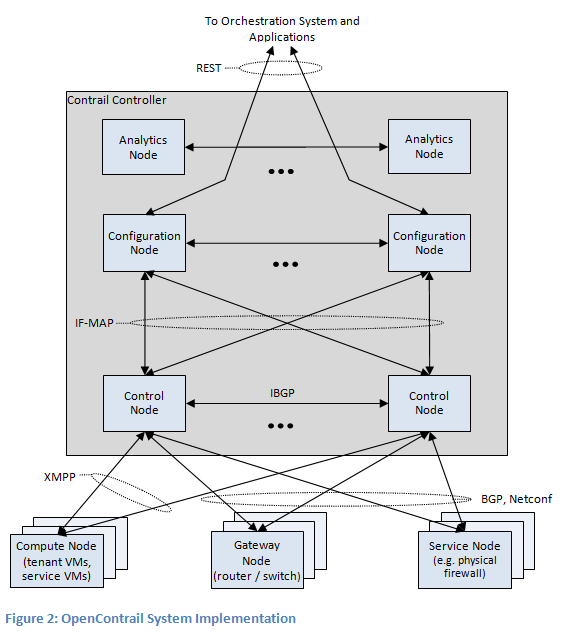 To Orchestration System and
Applications
REST
Contrail Controller
Analytics
Node
Analytics
Node
Configuration
Node
Configuration
Node
IF-MAP
Control
Node
IBGP
Control
Node
XMPP
BGP, Netconf
Compute Node
(tenant VMs,
service VMs)
Gateway
Node
(router / switch)
Service Node
(e.g. physical
firewall)
Figure 2: OpenContrail System Implementation